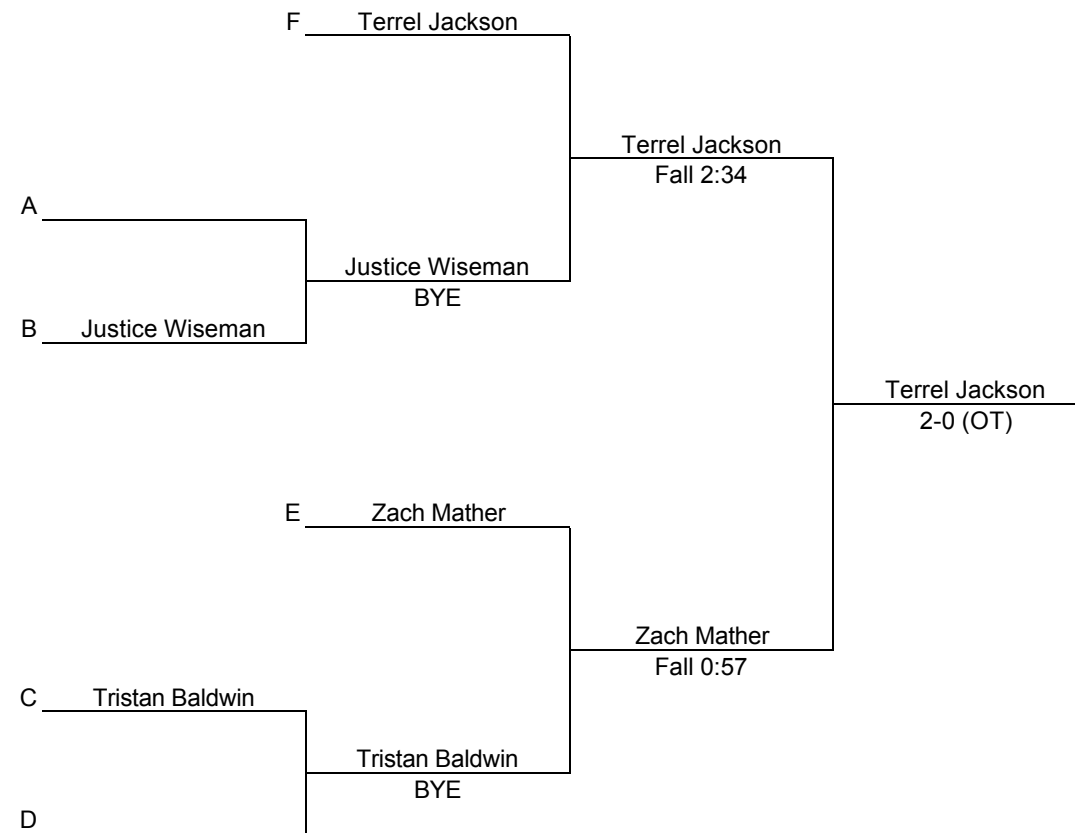 F Terrel Jackson
Terrel Jackson
Fall 2:34
A
Justice Wiseman
BYE
B Justice Wiseman
Terrel Jackson
2-0 (OT)
E Zach Mather
Zach Mather
Fall 0:57
C Tristan Baldwin
Tristan Baldwin
BYE
D